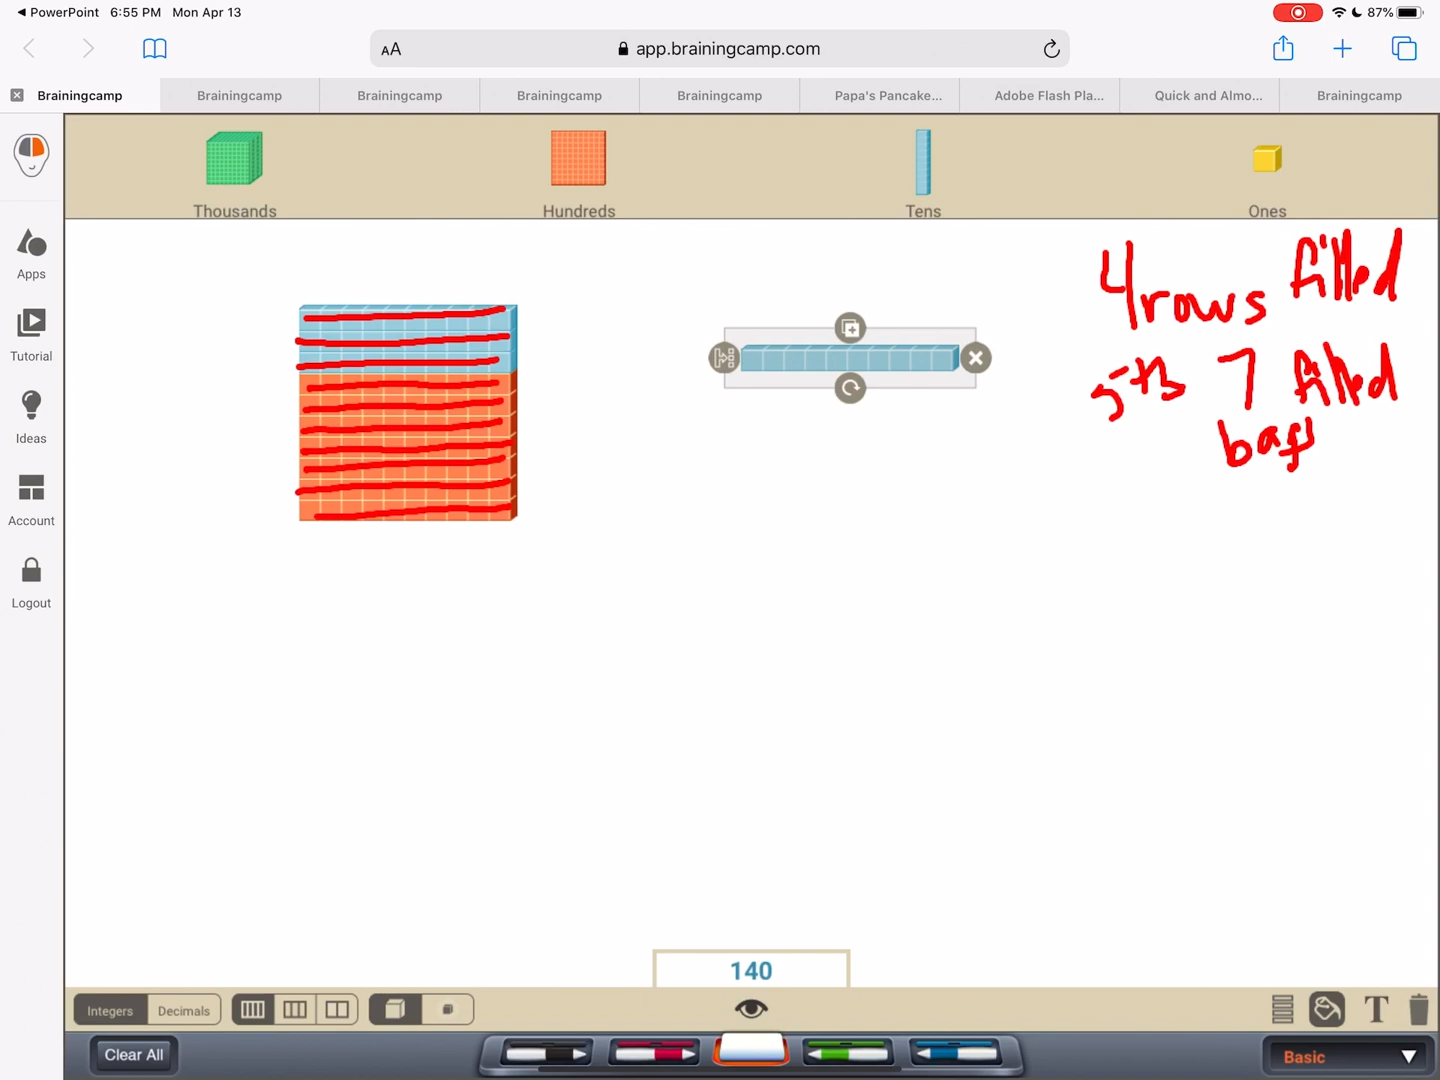 PowerPoint 6:55 PM Mon Apr 13 87%
AA app.brainingcamp.com
Brainingcamp Brainingcamp Brainingcamp Brainingcamp Brainingcamp Papa's Pancake... Adobe Flash Pla... Quick and Almo... Brainingcamp
Thousands Hundreds Tens Ones
Apps
Tutorial
Ideas
Account
Logout
4 rows filled
5th 7 filled
140
Integers Decimals T
Clear All Basic